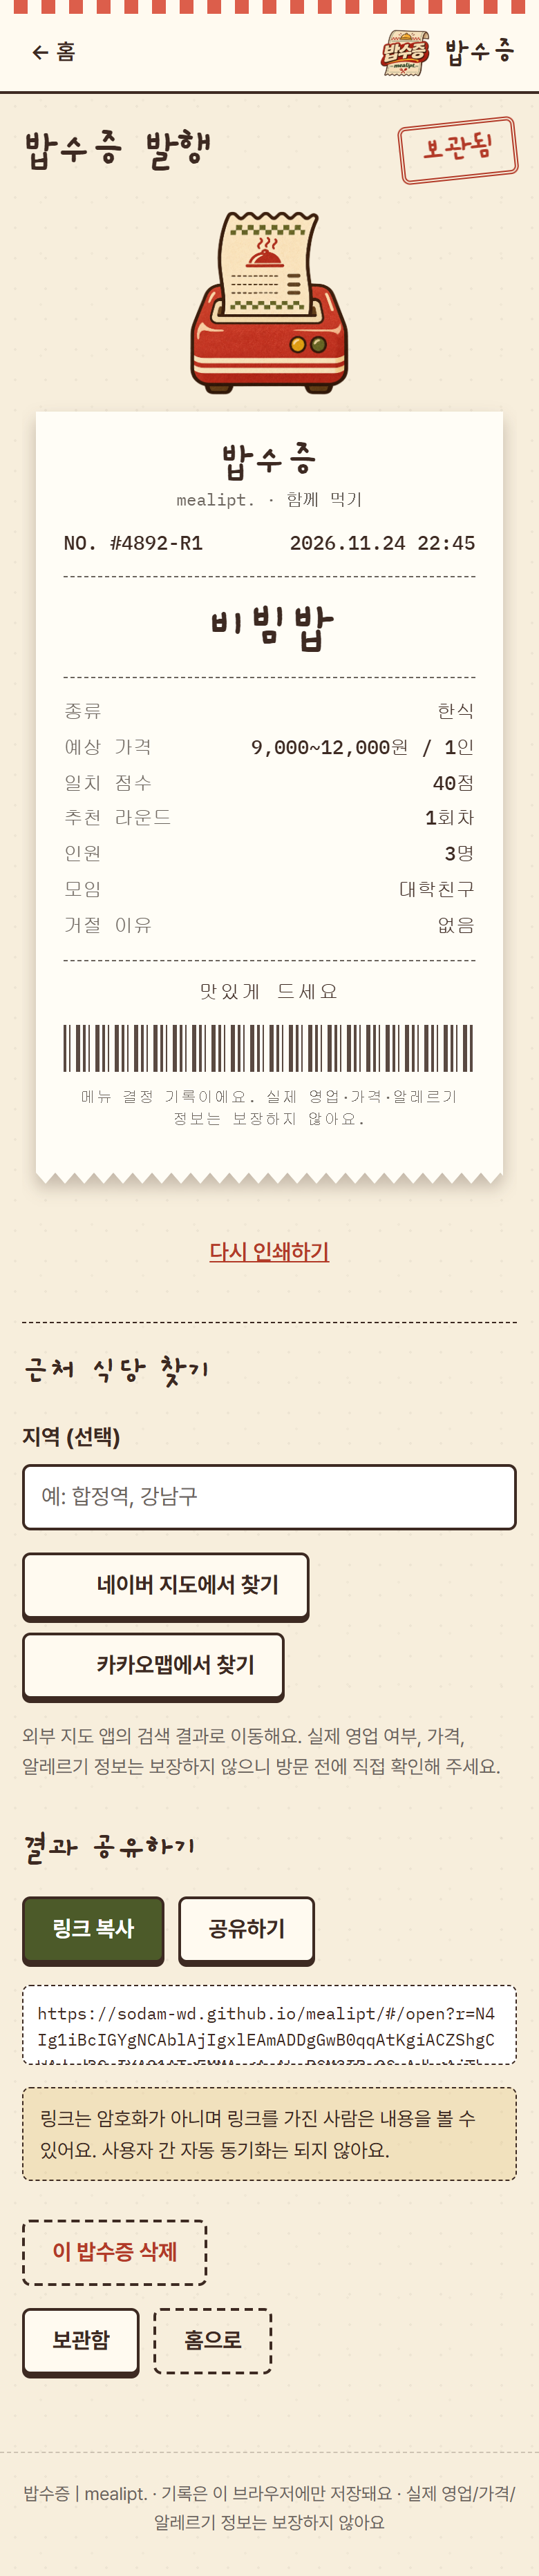 ← 홈
밥수증
mealipt.
밥수증
밥수증 발행
보관됨
밥수증
mealipt. · 함께 먹기
NO. #4892-R1 2026.11.24 22:45
비빔밥
종류 한식
예상 가격 9,000~12,000원 / 1인
일치 점수 40점
추천 라운드 1회차
인원 3명
모임 대학친구
거절 이유 없음
맛있게 드세요
메뉴 결정 기록이에요. 실제 영업·가격·알레르기
정보는 보장하지 않아요.
다시 인쇄하기
근처 식당 찾기
지역 (선택)
예: 합정역, 강남구
네이버 지도에서 찾기
카카오맵에서 찾기
외부 지도 앱의 검색 결과로 이동해요. 실제 영업 여부, 가격,
알레르기 정보는 보장하지 않으니 방문 전에 직접 확인해 주세요.
결과 공유하기
링크 복사 공유하기
https://sodam-wd.github.io/mealipt/#/open?r=N4
Ig1iBcIGYgNCAblAjIgxlEAmADDgGwB0qqAtKgiACZShgC
링크는 암호화가 아니며 링크를 가진 사람은 내용을 볼 수
있어요. 사용자 간 자동 동기화는 되지 않아요.
이 밥수증 삭제
보관함 홈으로
밥수증 | mealipt. · 기록은 이 브라우저에만 저장돼요 · 실제 영업/가격/
알레르기 정보는 보장하지 않아요